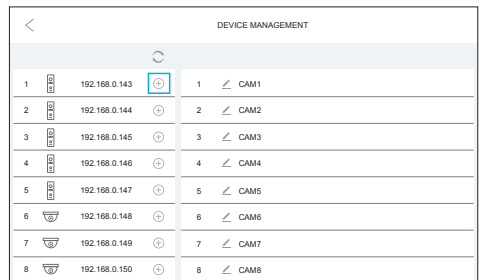 DEVICE MANAGEMENT
1 192.168.0.143 1 CAM1
2 192.168.0.144 2 CAM2
3 192.168.0.145 3 CAM3
4 192.168.0.146 4 CAM4
5 192.168.0.147 5 CAM5
6 192.168.0.148 6 CAM6
7 192.168.0.149 7 CAM7
8 192.168.0.150 8 CAM8